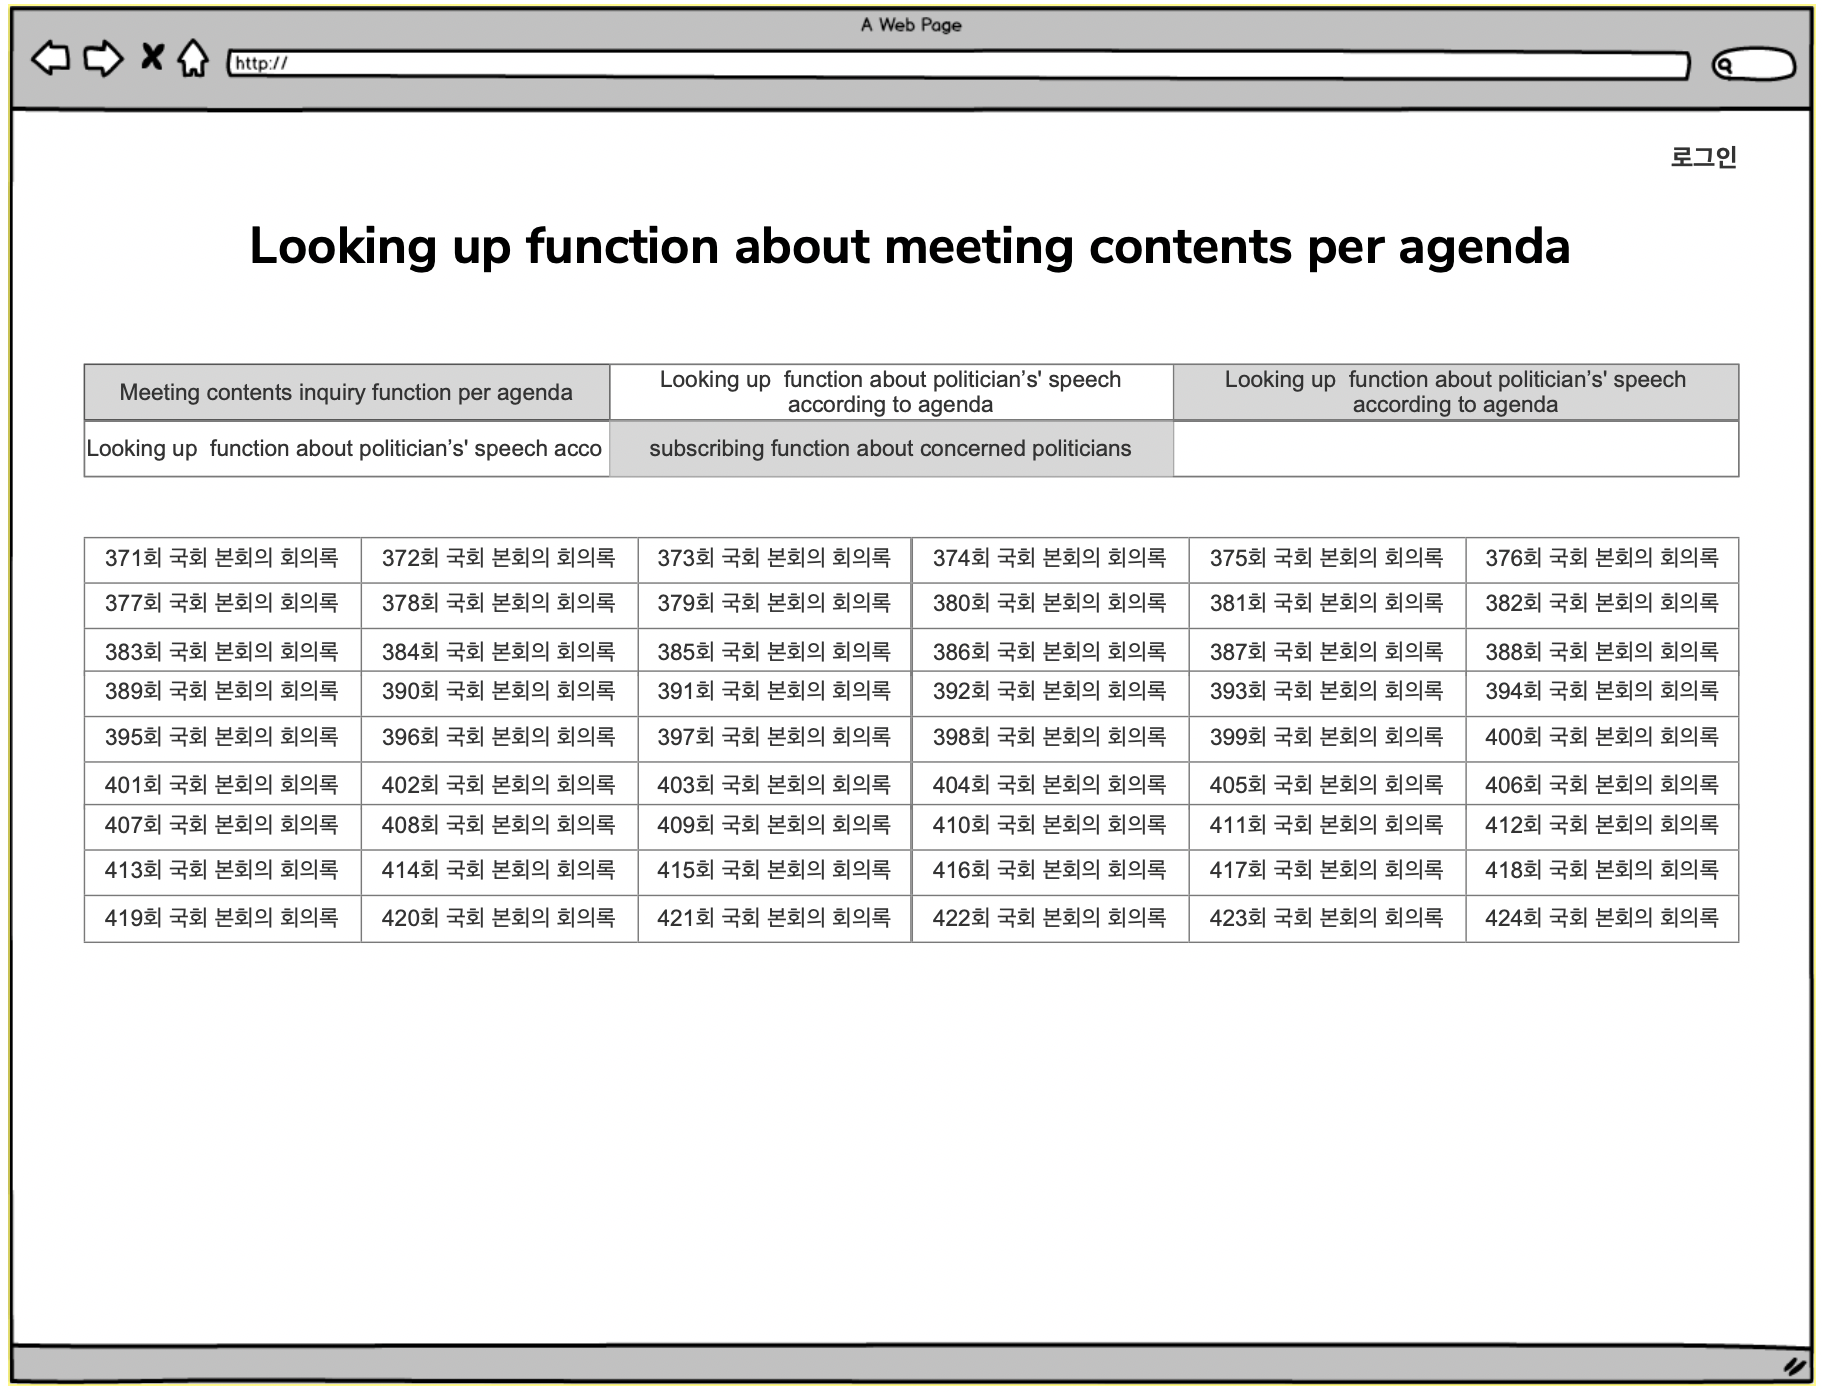 A Web Page
http://
로그인
Looking up function about meeting contents per agenda
Meeting contents inquiry function per agenda
Looking up  function about politician’s' speech
according to agenda
Looking up  function about politician’s' speech
according to agenda
Looking up  function about politician’s' speech acco
subscribing function about concerned politicians
371회 국회 본회의 회의록 372회 국회 본회의 회의록 373회 국회 본회의 회의록 374회 국회 본회의 회의록 375회 국회 본회의 회의록 376회 국회 본회의 회의록
377회 국회 본회의 회의록 378회 국회 본회의 회의록 379회 국회 본회의 회의록 380회 국회 본회의 회의록 381회 국회 본회의 회의록 382회 국회 본회의 회의록
383회 국회 본회의 회의록 384회 국회 본회의 회의록 385회 국회 본회의 회의록 386회 국회 본회의 회의록 387회 국회 본회의 회의록 388회 국회 본회의 회의록
389회 국회 본회의 회의록 390회 국회 본회의 회의록 391회 국회 본회의 회의록 392회 국회 본회의 회의록 393회 국회 본회의 회의록 394회 국회 본회의 회의록
395회 국회 본회의 회의록 396회 국회 본회의 회의록 397회 국회 본회의 회의록 398회 국회 본회의 회의록 399회 국회 본회의 회의록 400회 국회 본회의 회의록
401회 국회 본회의 회의록 402회 국회 본회의 회의록 403회 국회 본회의 회의록 404회 국회 본회의 회의록 405회 국회 본회의 회의록 406회 국회 본회의 회의록
407회 국회 본회의 회의록 408회 국회 본회의 회의록 409회 국회 본회의 회의록 410회 국회 본회의 회의록 411회 국회 본회의 회의록 412회 국회 본회의 회의록
413회 국회 본회의 회의록 414회 국회 본회의 회의록 415회 국회 본회의 회의록 416회 국회 본회의 회의록 417회 국회 본회의 회의록 418회 국회 본회의 회의록
419회 국회 본회의 회의록 420회 국회 본회의 회의록 421회 국회 본회의 회의록 422회 국회 본회의 회의록 423회 국회 본회의 회의록 424회 국회 본회의 회의록